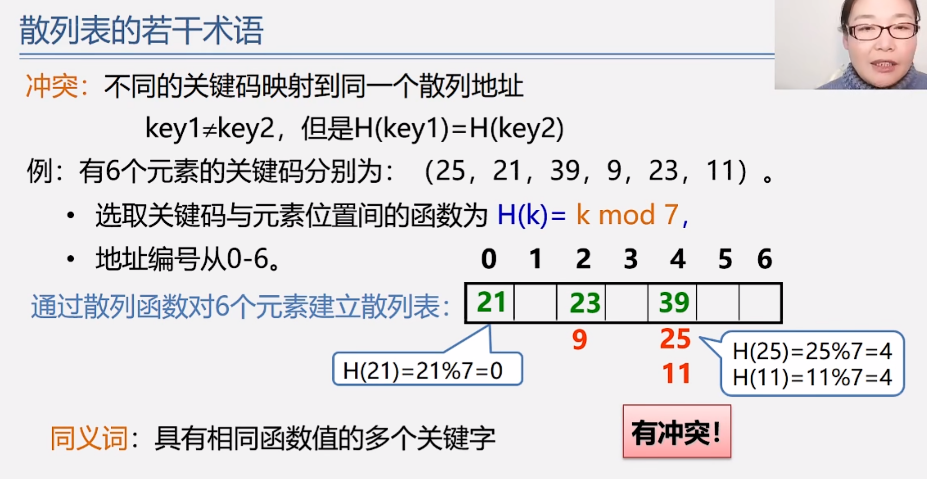 散列表的若干术语
冲突：不同的关键码映射到同一个散列地址
key1≠key2，但是H(key1)=H(key2)
例：有6个元素的关键码分别为：（25，21，39，9，23，11）。
• 选取关键码与元素位置间的函数为 H(k)= k mod 7，
• 地址编号从0-6。
0 1 2 3 4 5 6
通过散列函数对6个元素建立散列表： 21 23 39
9 25
11
H(21)=21%7=0
H(25)=25%7=4
H(11)=11%7=4
同义词：具有相同函数值的多个关键字
有冲突！